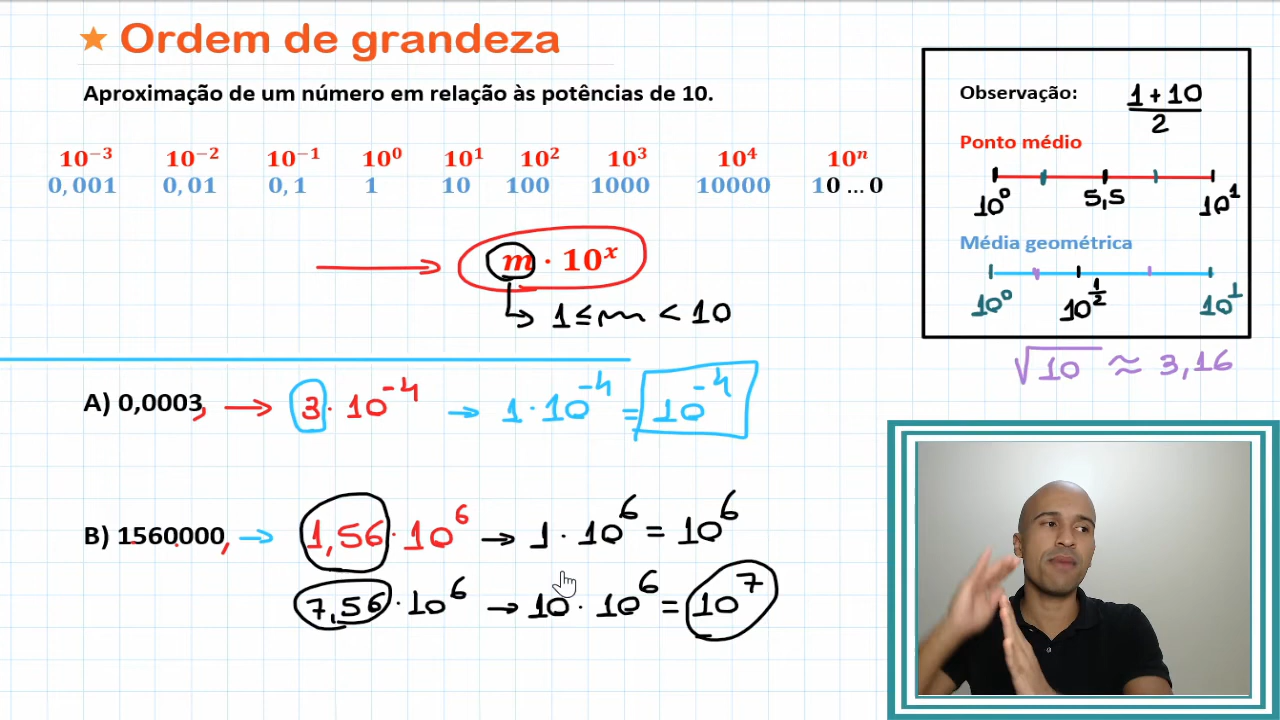 Ordem de grandeza
Aproximação de um número em relação às potências de 10.
10⁻³ 10⁻² 10⁻¹ 10⁰ 10¹ 10² 10³ 10⁴ 10ⁿ
0,001 0,01 0,1 1 10 100 1000 10000 10...0
m · 10ˣ
1 ≤ m < 10
A) 0,0003, → 3 · 10⁻⁴ → 1 · 10⁻⁴ = 10⁻⁴
B) 1560000, → 1,56 · 10⁶ → 1 · 10⁶ = 10⁶
7,56 · 10⁶ → 10 · 10⁶ = 10⁷
Observação: (1 + 10)/2
Ponto médio
10⁰ 5,5 10¹
Média geométrica
10⁰ 10^(1/2) 10¹
√10 ≈ 3,16